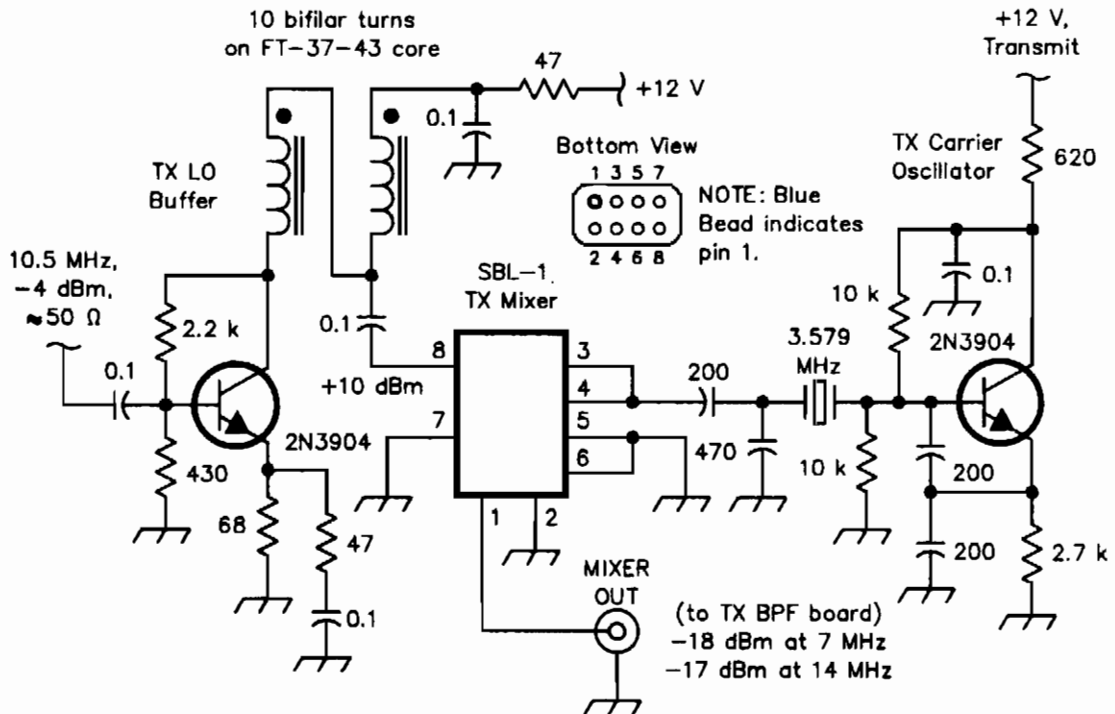 10 bifilar turns
on FT-37-43 core
+12 V,
Transmit
47
+12 V
0.1
620
Bottom View
1 3 5 7
2 4 6 8
NOTE: Blue
Bead indicates
pin 1.
TX Carrier
Oscillator
TX LO
Buffer
10.5 MHz,
-4 dBm,
≈50 Ω
2.2 k
0.1
SBL-1
TX Mixer
0.1
10 k
3.579
MHz
2N3904
0.1
8
3
200
+10 dBm
4
7
5
6
2N3904
430
470
10 k
200
68
47
1
2
200
2.7 k
0.1
MIXER
OUT
(to TX BPF board)
-18 dBm at 7 MHz
-17 dBm at 14 MHz